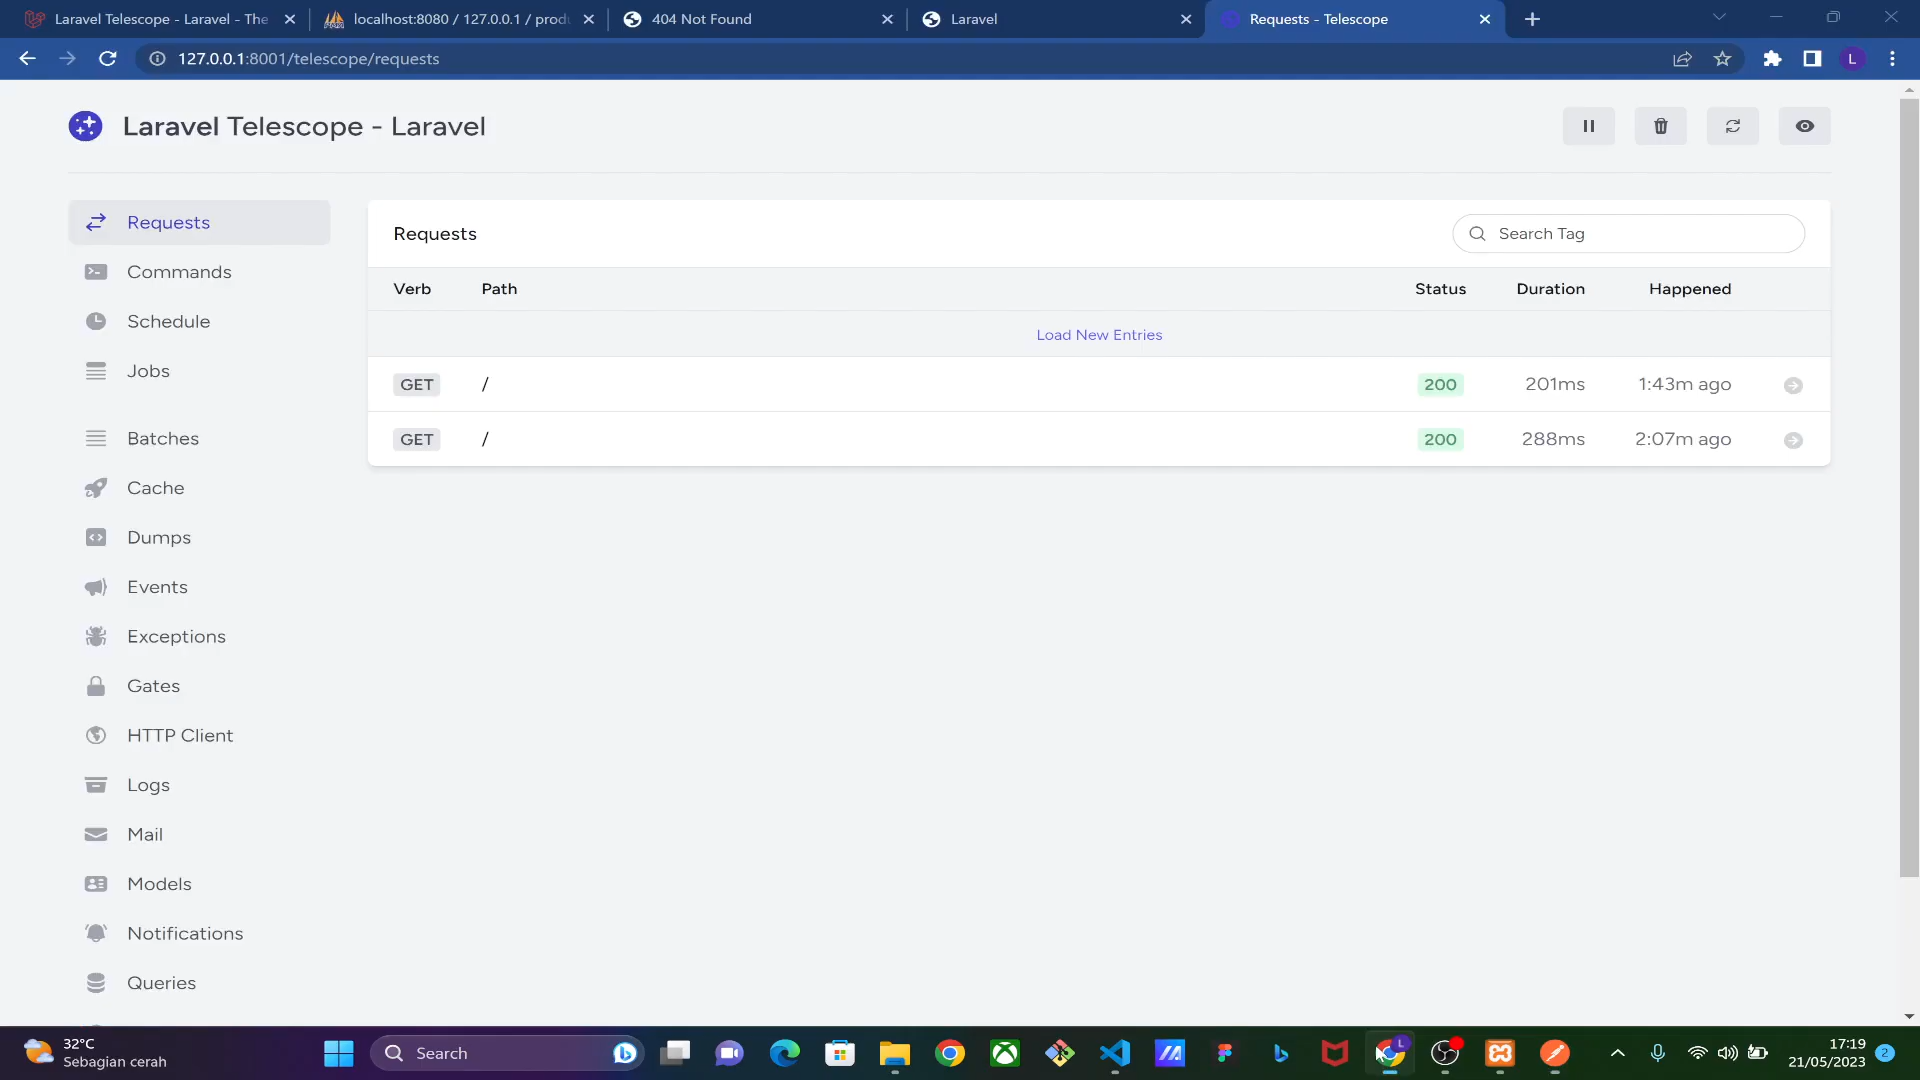 Laravel Telescope - Laravel - The
localhost:8080 / 127.0.0.1 / produ
404 Not Found
Laravel
Requests - Telescope
127.0.0.1:8001/telescope/requests
L
Laravel Telescope - Laravel
Requests
Commands
Schedule
Jobs
Batches
Cache
Dumps
Events
Exceptions
Gates
HTTP Client
Logs
Mail
Models
Notifications
Queries
Requests
Search Tag
Verb Path Status Duration Happened
Load New Entries
GET / 200 201ms 1:43m ago
GET / 200 288ms 2:07m ago
32°C
Sebagian cerah
Search
L
17:19
21/05/2023
2